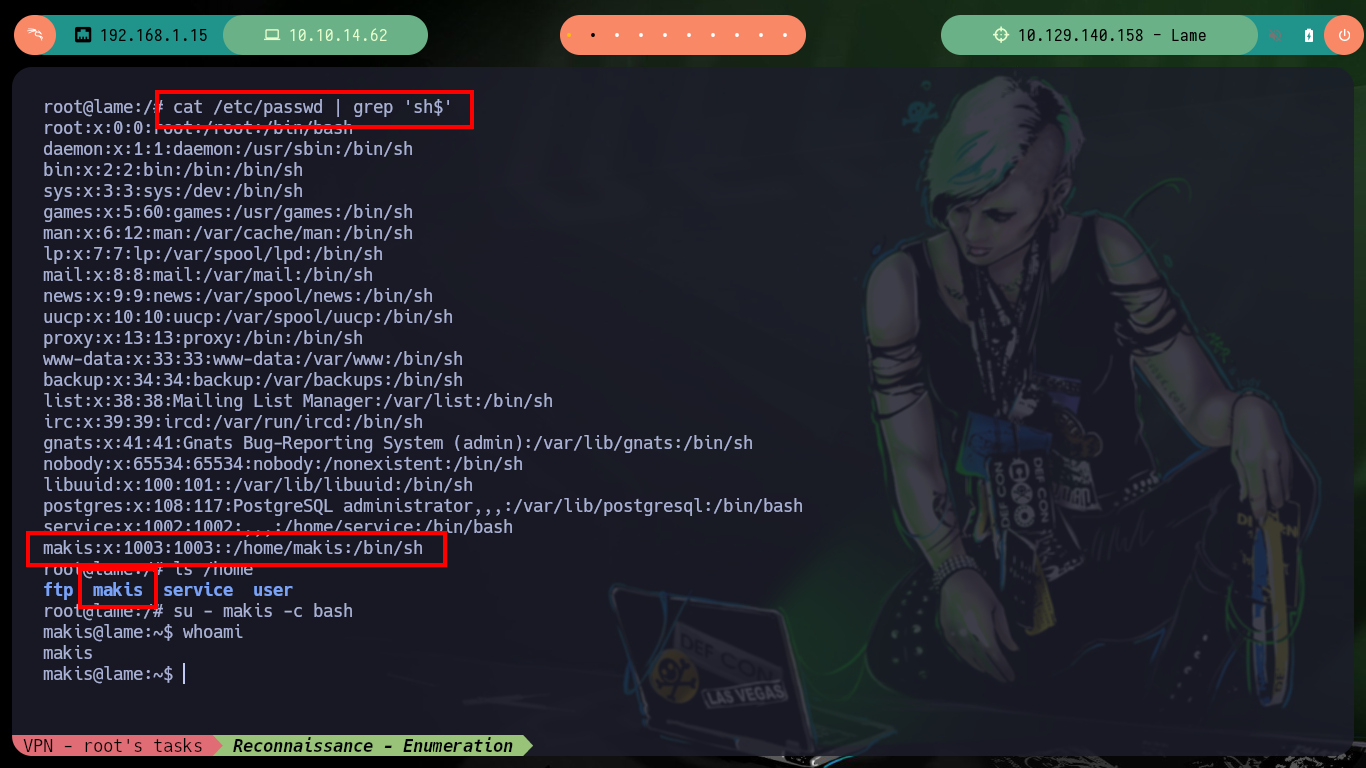 192.168.1.15
10.10.14.62
10.129.140.158 - Lame
root@lame:/# cat /etc/passwd | grep 'sh$'
root:x:0:0:root:/root:/bin/bash
daemon:x:1:1:daemon:/usr/sbin:/bin/sh
bin:x:2:2:bin:/bin:/bin/sh
sys:x:3:3:sys:/dev:/bin/sh
games:x:5:60:games:/usr/games:/bin/sh
man:x:6:12:man:/var/cache/man:/bin/sh
lp:x:7:7:lp:/var/spool/lpd:/bin/sh
mail:x:8:8:mail:/var/mail:/bin/sh
news:x:9:9:news:/var/spool/news:/bin/sh
uucp:x:10:10:uucp:/var/spool/uucp:/bin/sh
proxy:x:13:13:proxy:/bin:/bin/sh
www-data:x:33:33:www-data:/var/www:/bin/sh
backup:x:34:34:backup:/var/backups:/bin/sh
list:x:38:38:Mailing List Manager:/var/list:/bin/sh
irc:x:39:39:ircd:/var/run/ircd:/bin/sh
gnats:x:41:41:Gnats Bug-Reporting System (admin):/var/lib/gnats:/bin/sh
nobody:x:65534:65534:nobody:/nonexistent:/bin/sh
libuuid:x:100:101::/var/lib/libuuid:/bin/sh
postgres:x:108:117:PostgreSQL administrator,,,:/var/lib/postgresql:/bin/bash
service:x:1002:1002:,,,:/home/service:/bin/bash
makis:x:1003:1003::/home/makis:/bin/sh
root@lame:/# ls /home
ftp makis service user
root@lame:/# su - makis -c bash
makis@lame:~$ whoami
makis
makis@lame:~$
DEF CON
LAS VEGAS
DEF CON
VPN - root's tasks
Reconnaissance - Enumeration